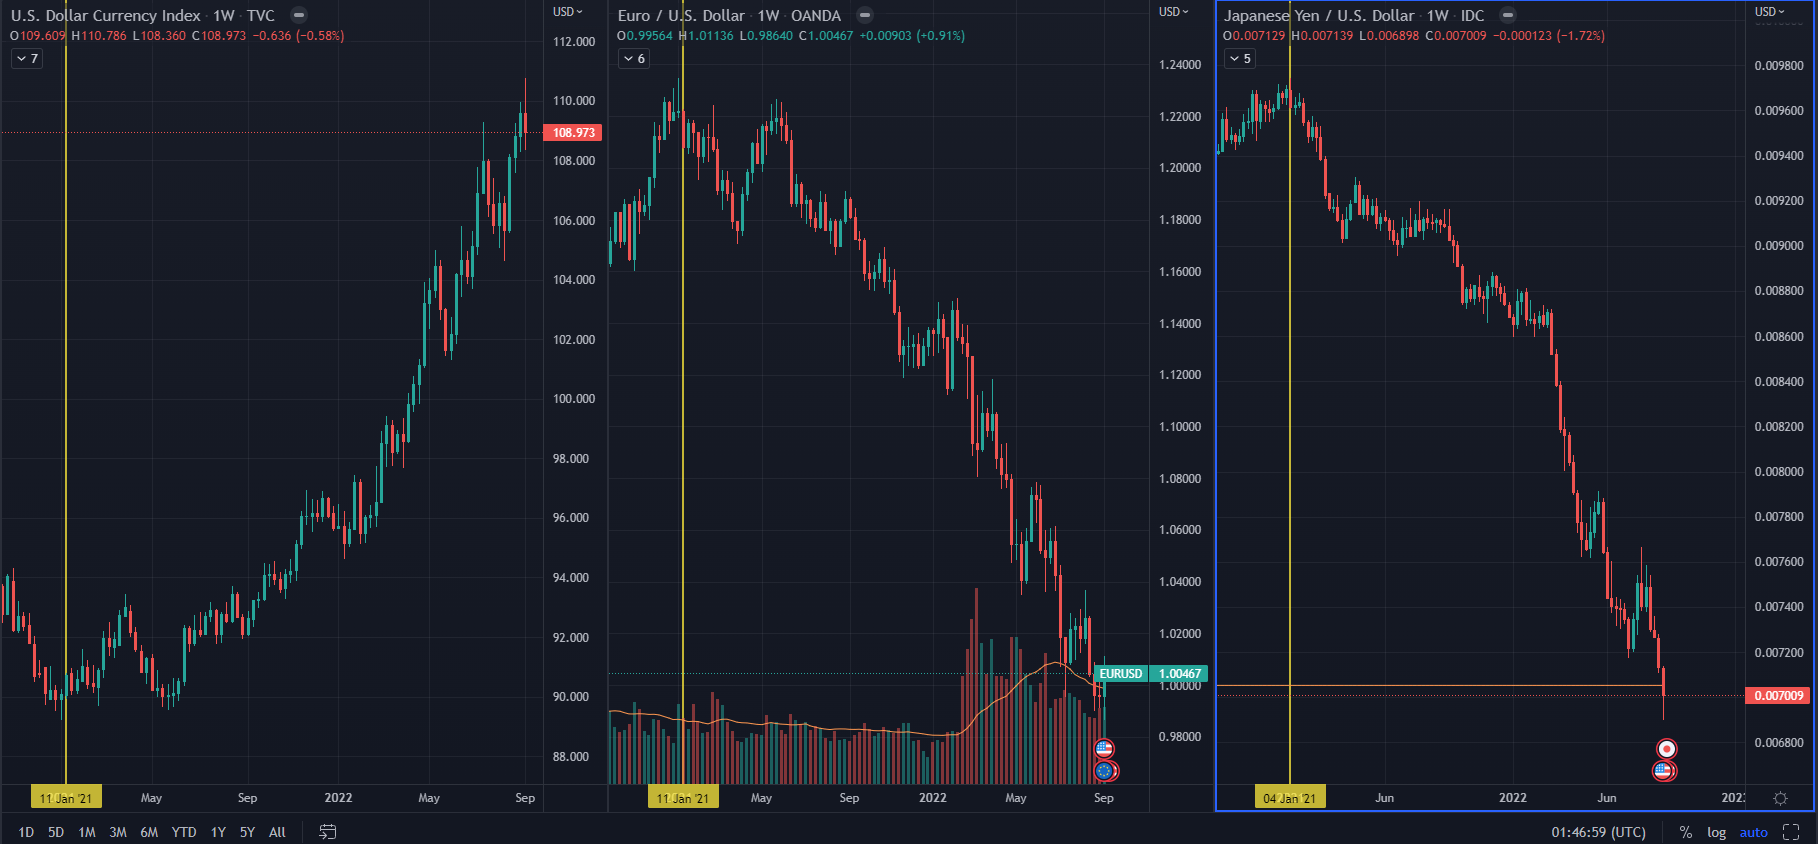 U.S. Dollar Currency Index · 1W · TVC
O109.609 H110.786 L108.360 C108.973 −0.636 (−0.58%)
7
USD
112.000
110.000
108.973
108.000
106.000
104.000
102.000
100.000
98.000
96.000
94.000
92.000
90.000
88.000
11 Jan '21
May
Sep
2022
May
Sep
Euro / U.S. Dollar · 1W · OANDA
O0.99564 H1.01136 L0.98640 C1.00467 +0.00903 (+0.91%)
6
USD
1.24000
1.22000
1.20000
1.18000
1.16000
1.14000
1.12000
1.10000
1.08000
1.06000
1.04000
1.02000
EURUSD 1.00467
1.00000
0.98000
11 Jan '21
May
Sep
2022
May
Sep
Japanese Yen / U.S. Dollar · 1W · IDC
O0.007129 H0.007139 L0.006898 C0.007009 −0.000123 (−1.72%)
5
USD
0.009800
0.009600
0.009400
0.009200
0.009000
0.008800
0.008600
0.008400
0.008200
0.008000
0.007800
0.007600
0.007400
0.007200
0.007009
0.006800
04 Jan '21
Jun
2022
Jun
1D 5D 1M 3M 6M YTD 1Y 5Y All
01:46:59 (UTC) % log auto